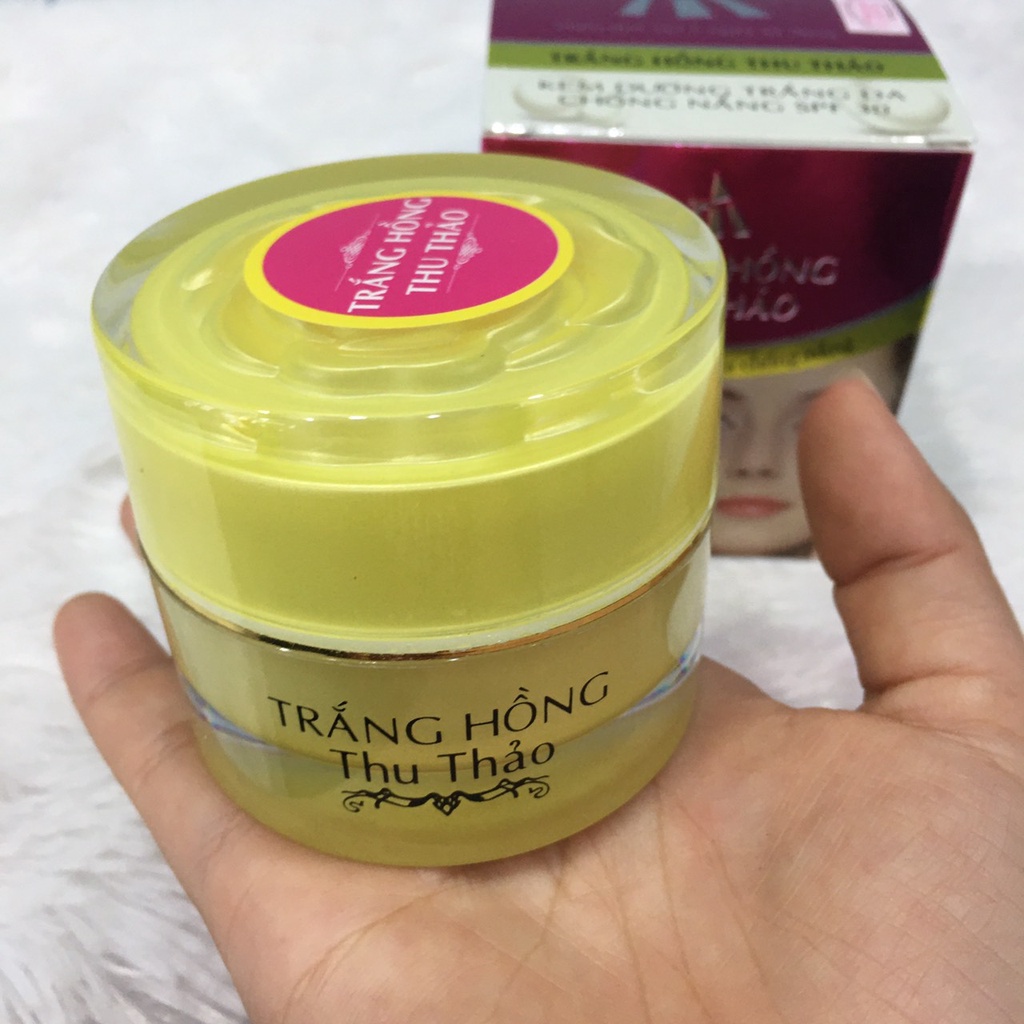 TRẮNG HỒNG THU THẢO
KEM DƯỠNG TRẮNG DA
CHỐNG NẮNG SPF 30
HỒNG
THẢO
TRẮNG HỒNG
THU THẢO
TRẮNG HỒNG
Thu Thảo